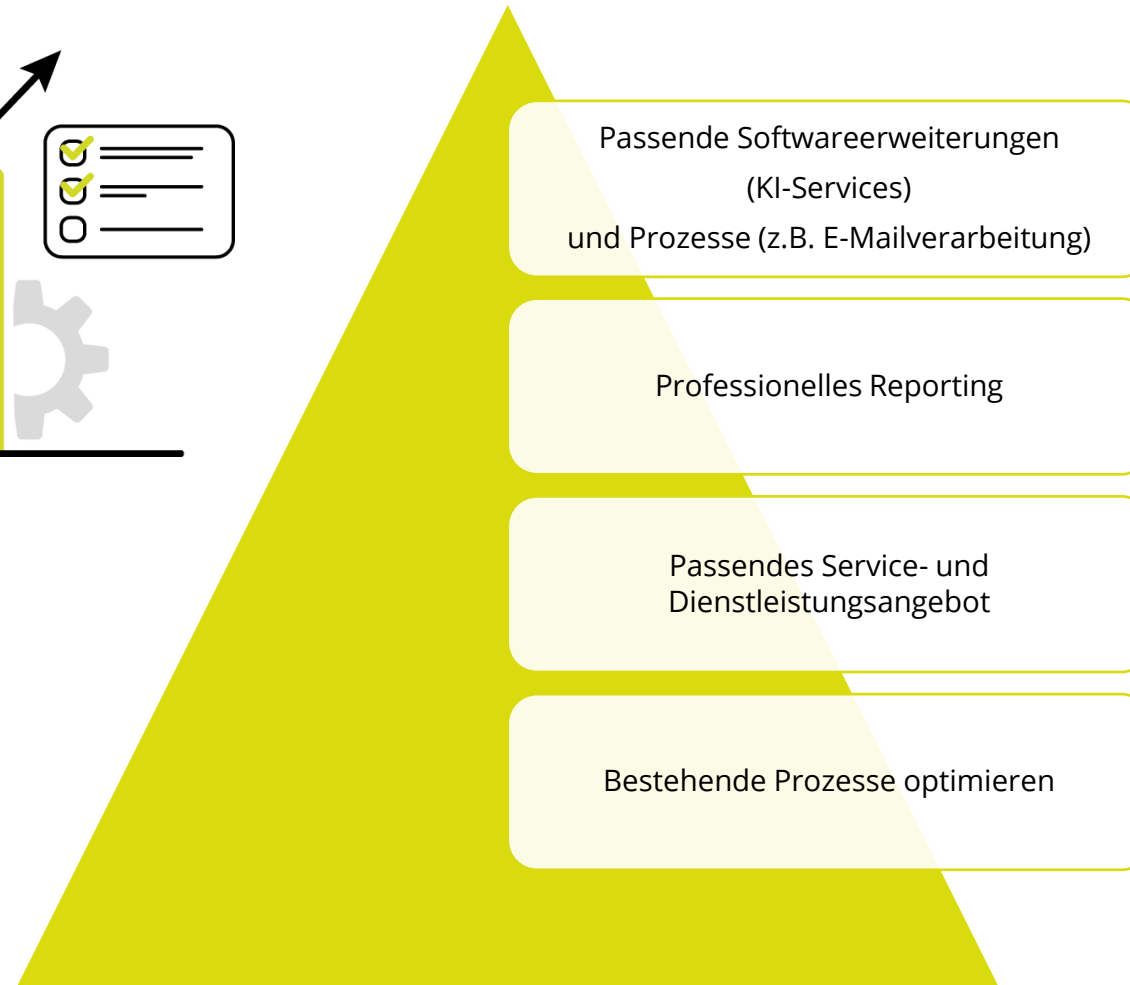 Passende Softwareerweiterungen
(KI-Services)
und Prozesse (z.B. E-Mailverarbeitung)
Professionelles Reporting
Passendes Service- und
Dienstleistungsangebot
Bestehende Prozesse optimieren